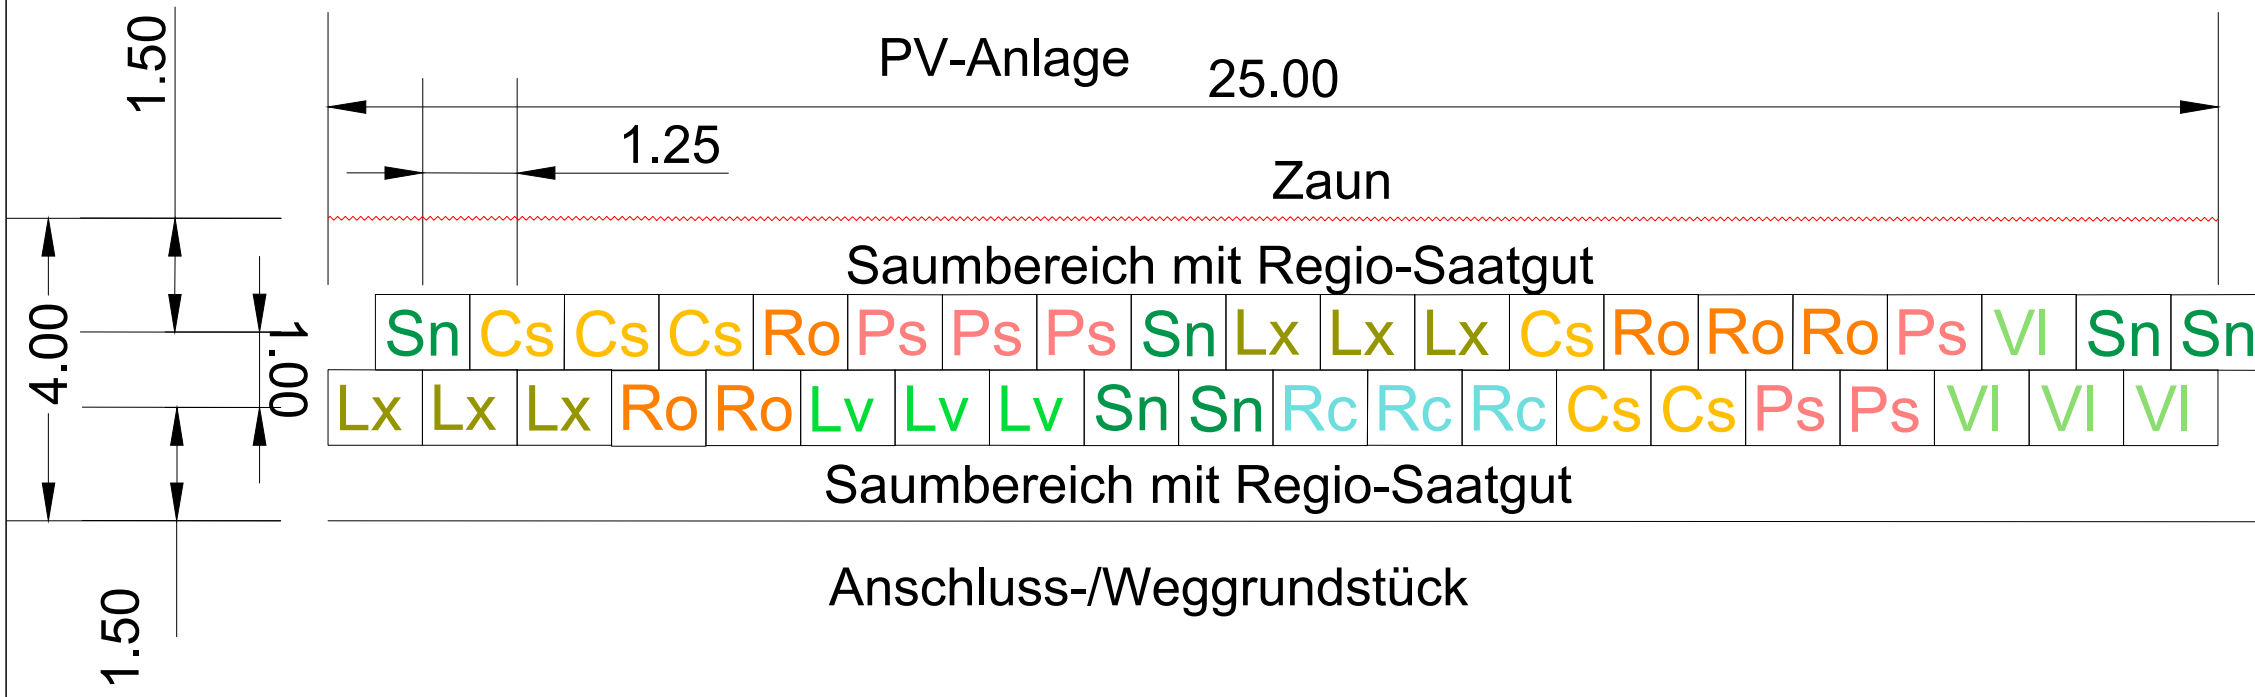 1.50
PV-Anlage
25.00
1.25
Zaun
Saumbereich mit Regio-Saatgut
4.00
1.00
Sn Cs Cs Cs Ro Ps Ps Ps Sn Lx Lx Lx Cs Ro Ro Ro Ps Vl Sn Sn
Lx Lx Lx Ro Ro Lv Lv Lv Sn Sn Rc Rc Rc Cs Cs Ps Ps Vl Vl Vl
Saumbereich mit Regio-Saatgut
Anschluss-/Weggrundstück
1.50